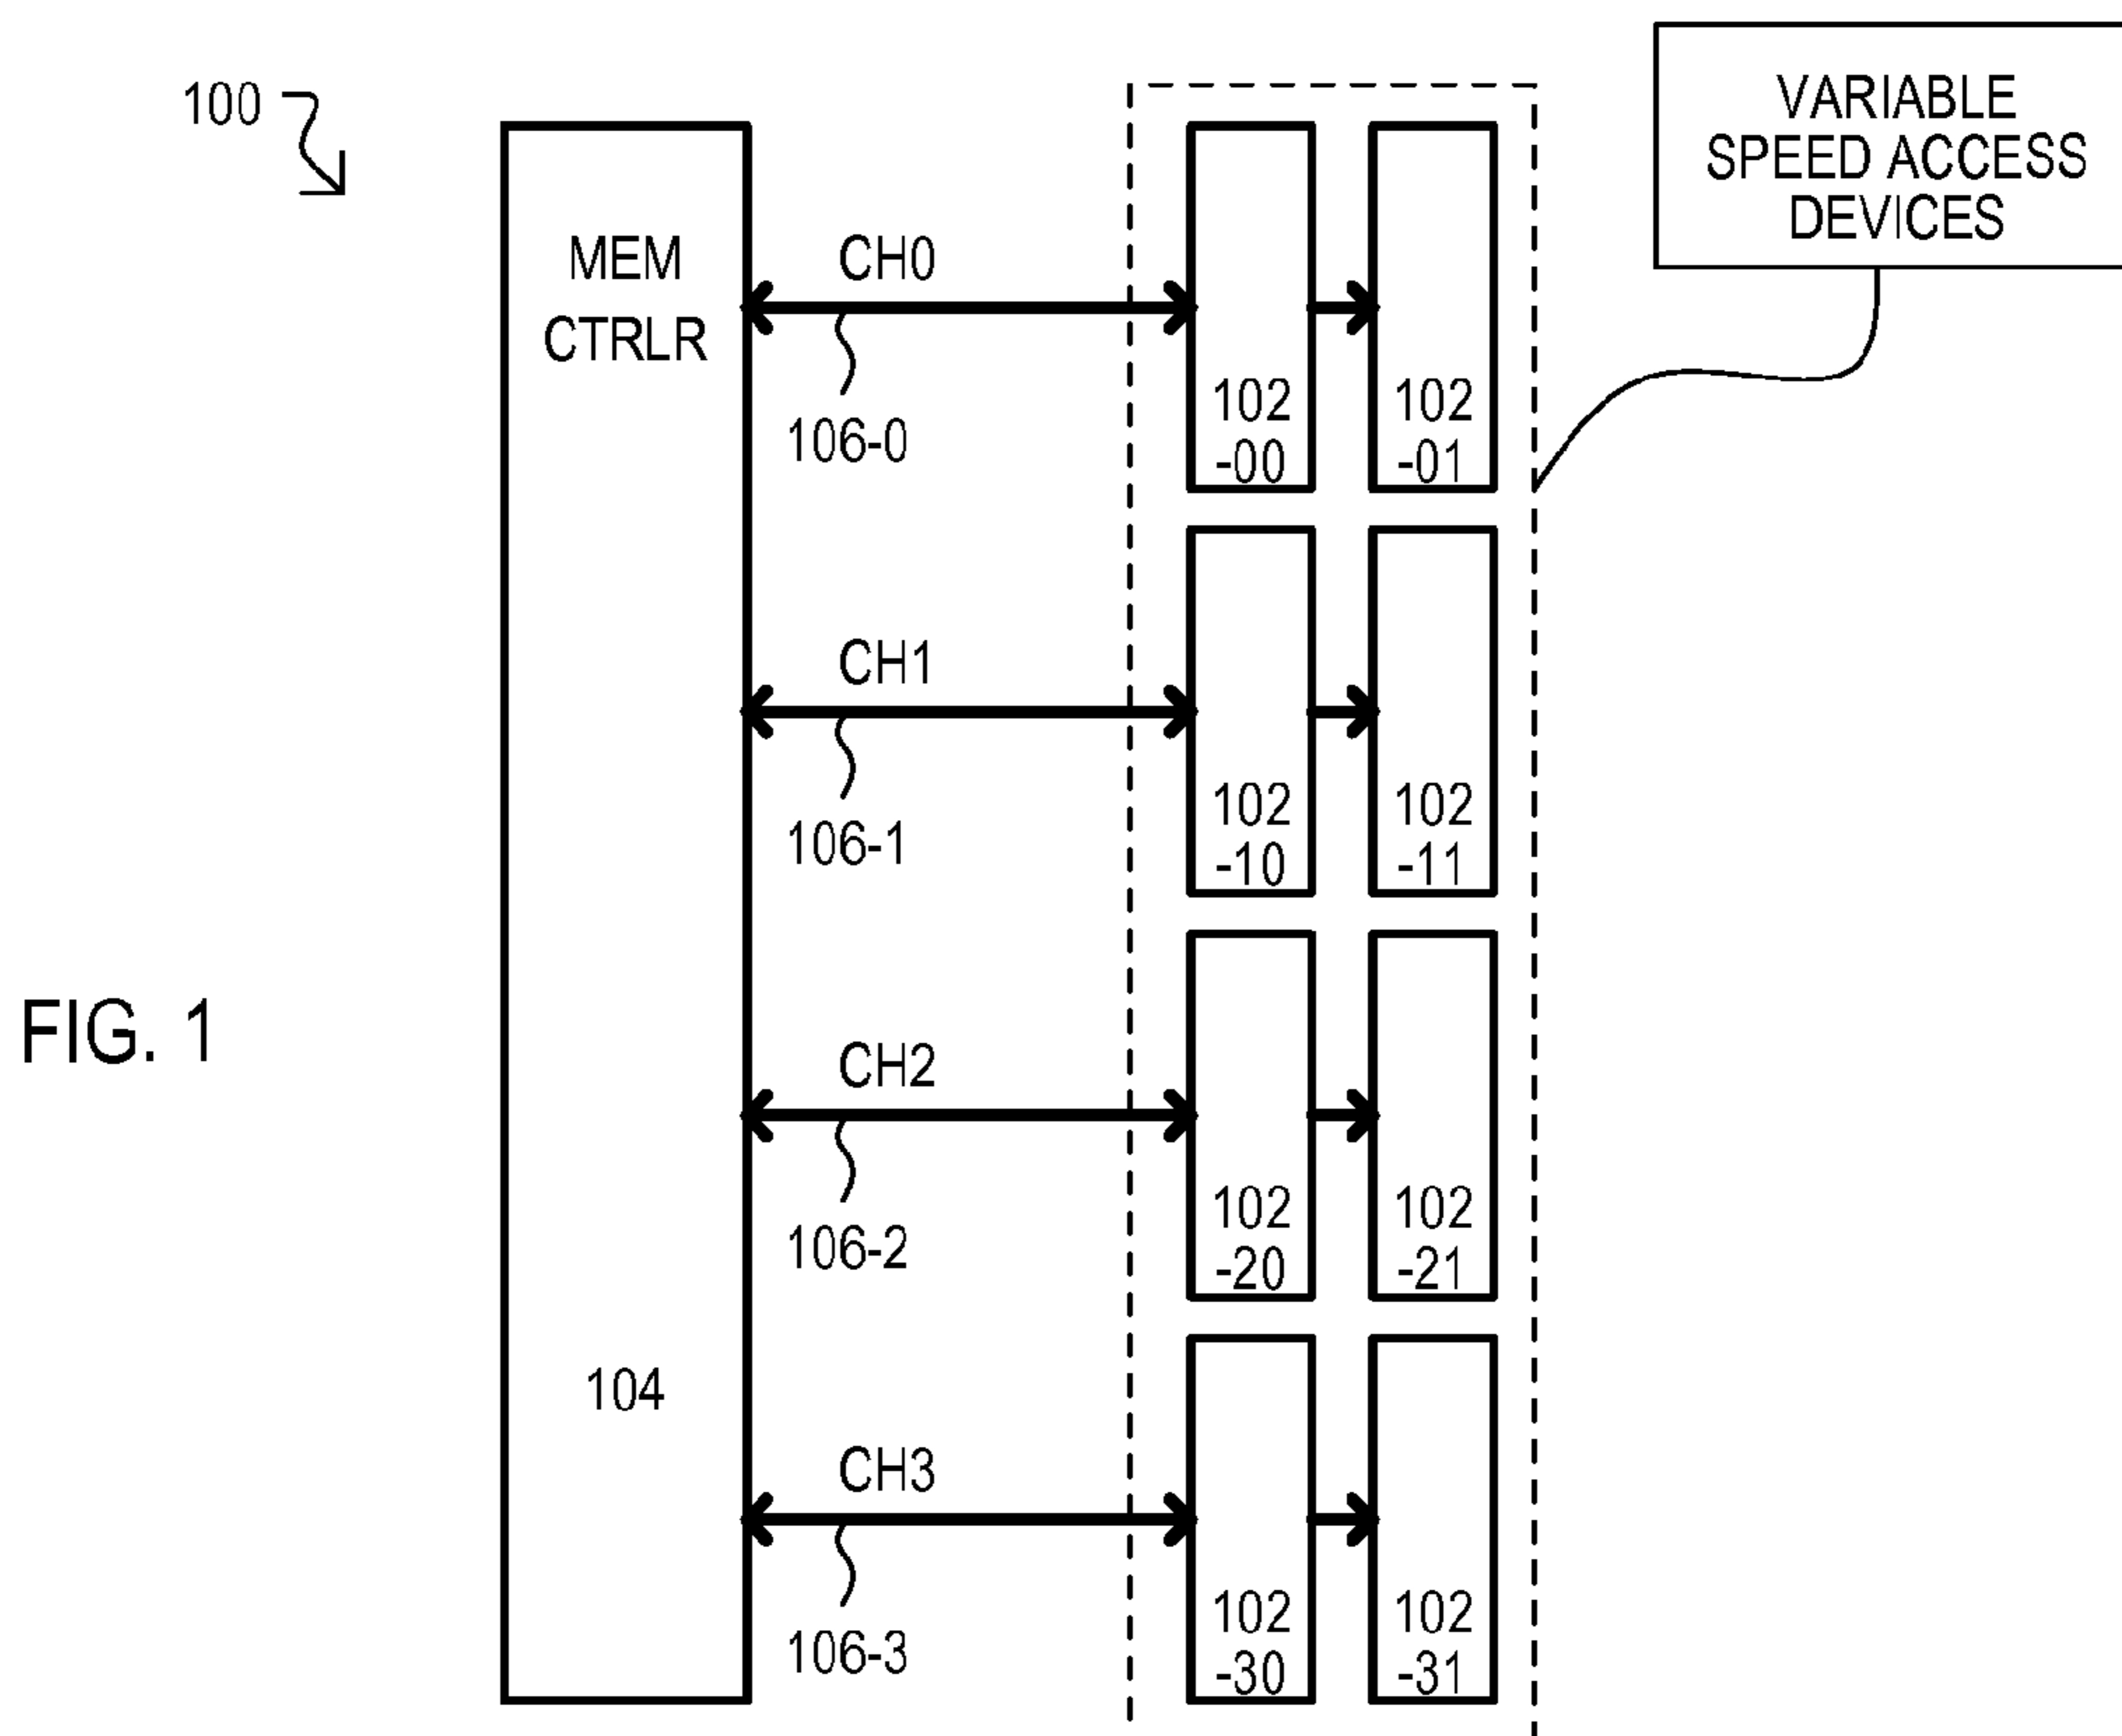 100
VARIABLE
SPEED ACCESS
DEVICES
MEM
CTRLR
CH0
106-0
102
-00
102
-01
CH1
106-1
102
-10
102
-11
FIG. 1
CH2
106-2
102
-20
102
-21
104
CH3
106-3
102
-30
102
-31